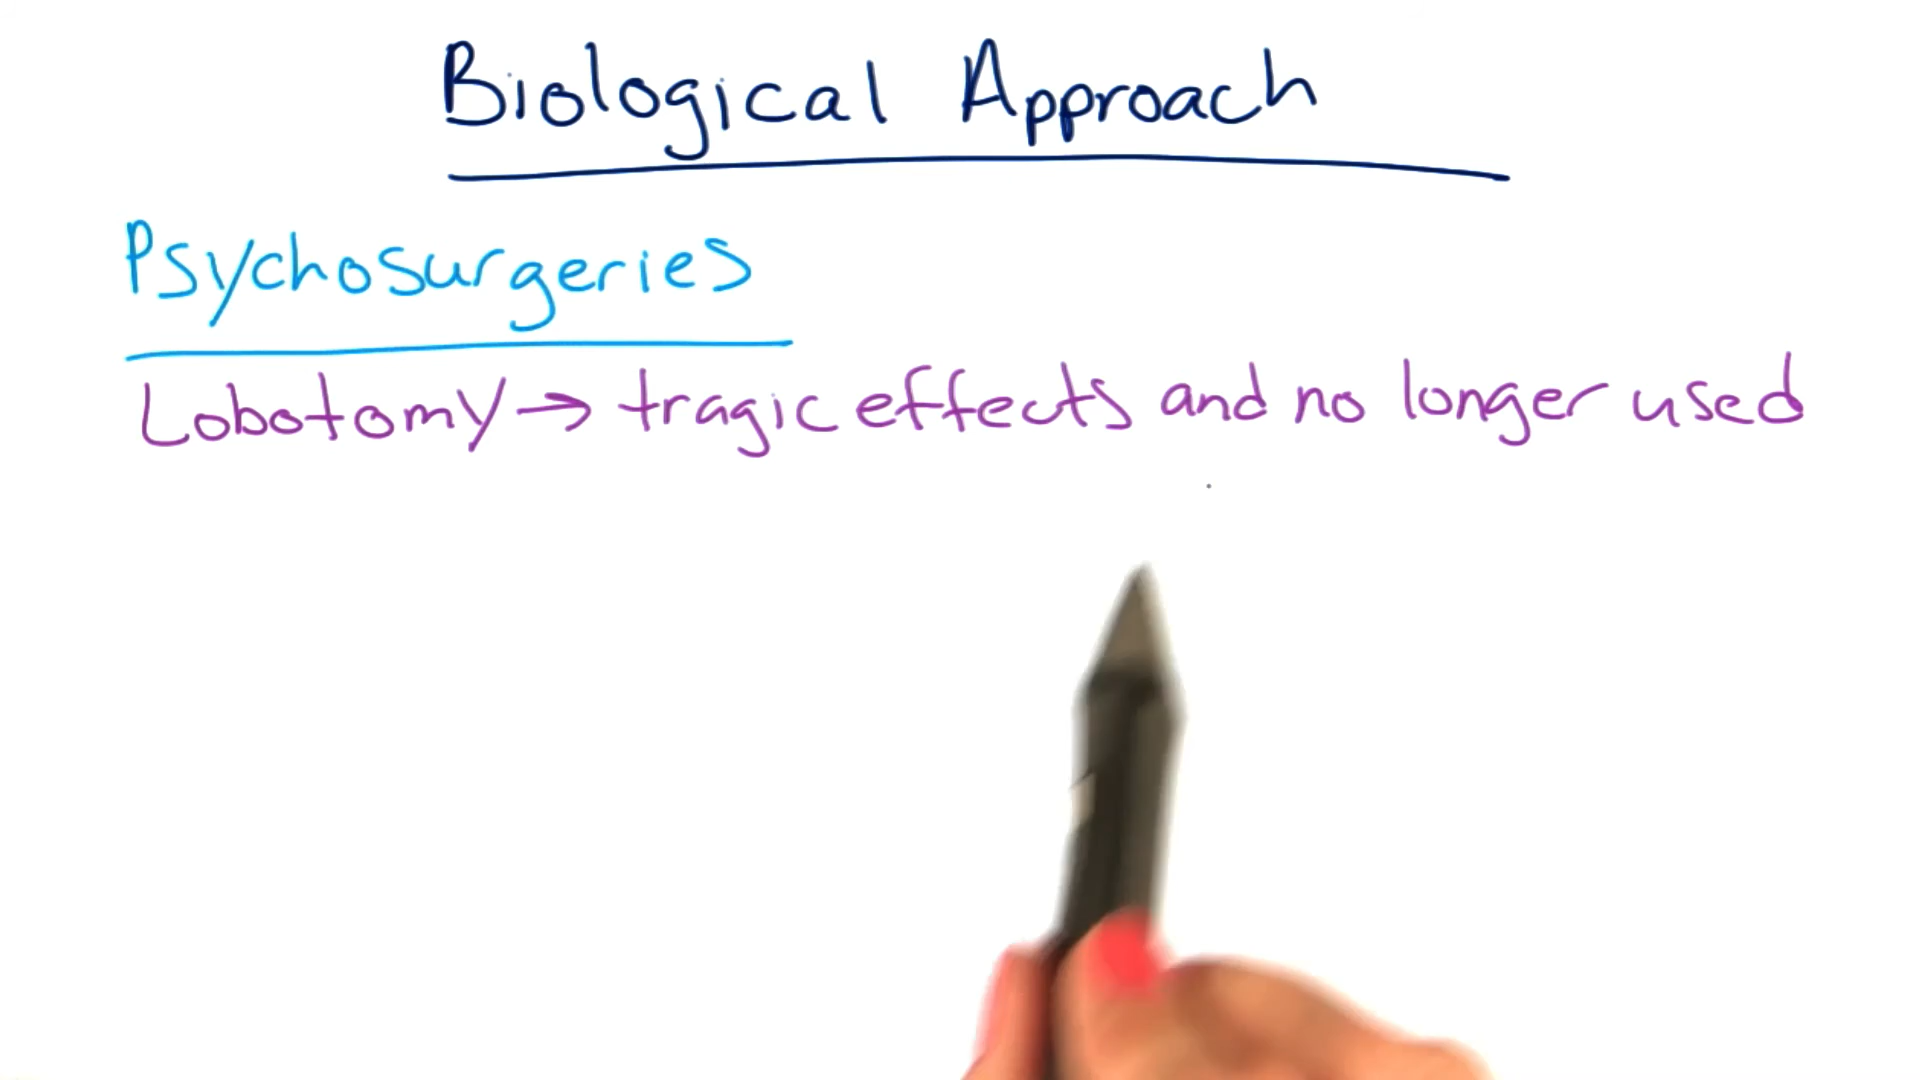 Biological Approach
Psychosurgeries
Lobotomy → tragic effects and no longer used